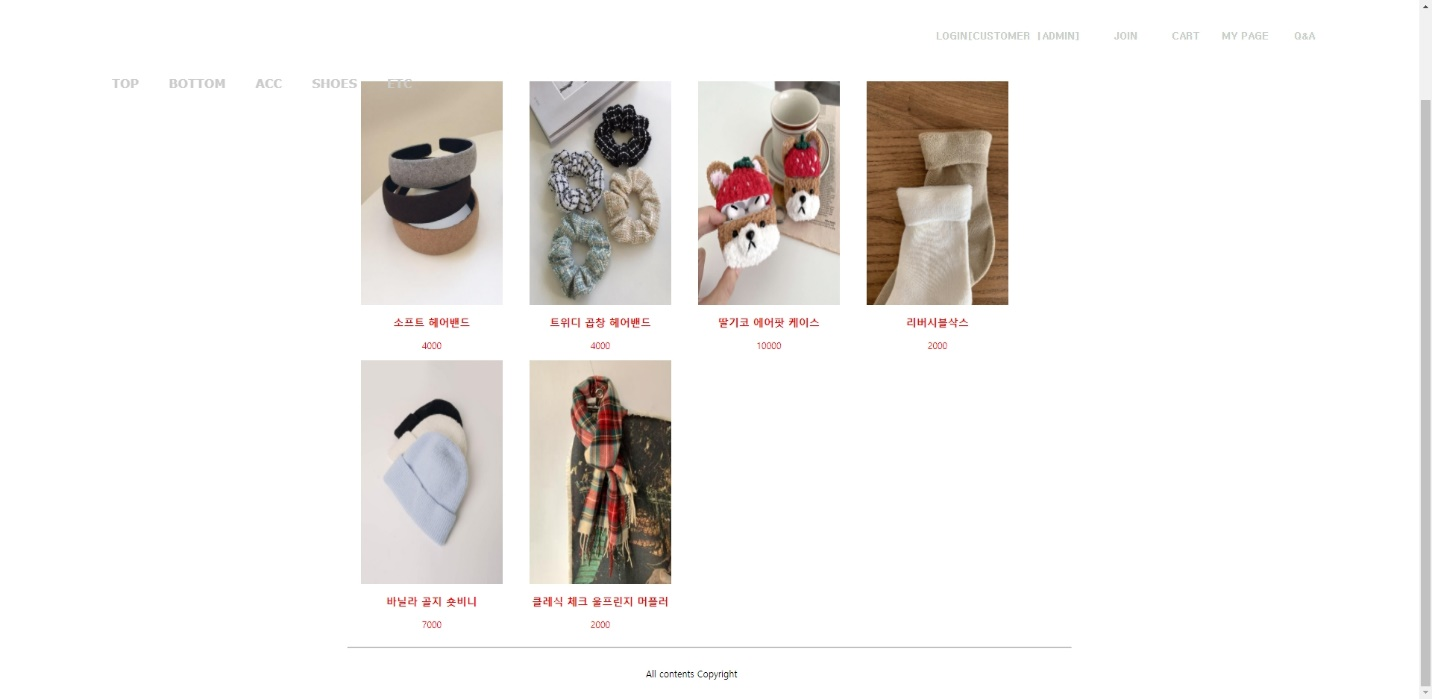 LOGIN[CUSTOMER |ADMIN] JOIN CART MY PAGE Q&A
TOP BOTTOM ACC SHOES ETC
소프트 헤어밴드 트위디 곱창 헤어밴드 딸기코 에어팟 케이스 리버시블삭스
4000 4000 10000 2000
바닐라 골지 숏비니 클레식 체크 울프린지 머플러
7000 2000
All contents Copyright